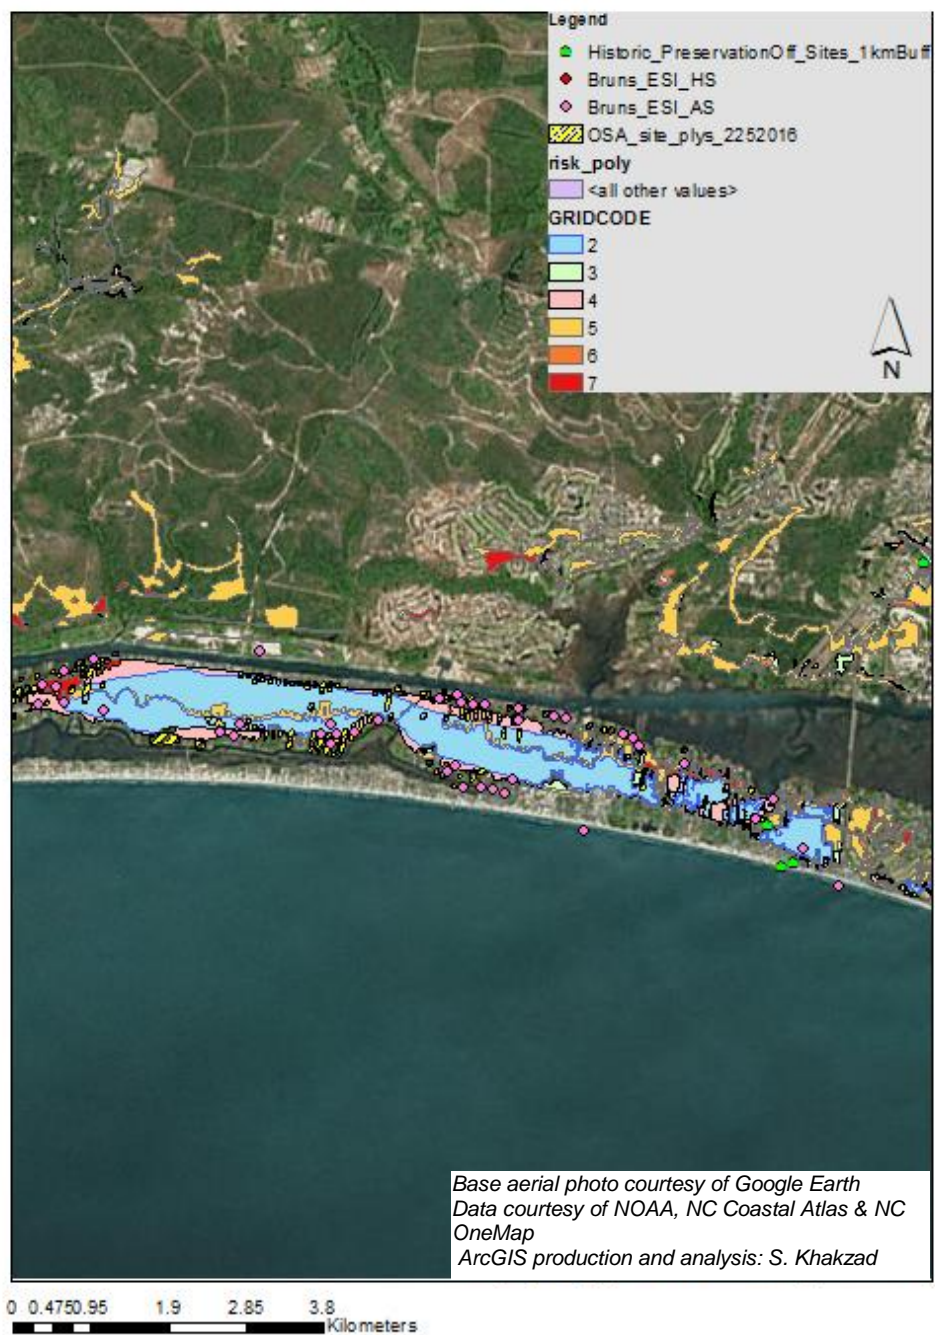 Legend
Historic_PreservationOff_Sites_1kmBuff
Bruns_ESI_HS
Bruns_ESI_AS
OSA_site_plys_2252016
risk_poly
<all other values>
GRIDCODE
2
3
4
5
6
7
N
Base aerial photo courtesy of Google Earth
Data courtesy of NOAA, NC Coastal Atlas & NC
OneMap
ArcGIS production and analysis: S. Khakzad
0 0.4750.95 1.9 2.85 3.8
Kilometers